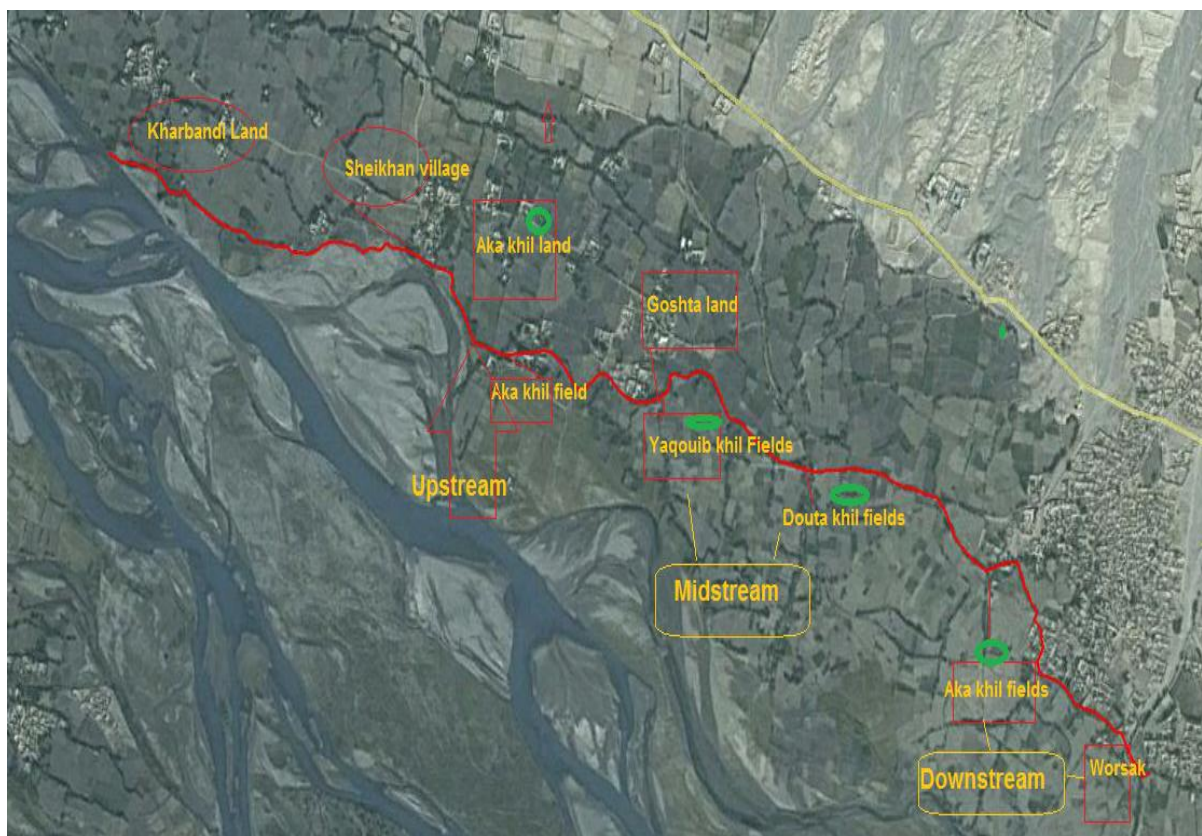 Kharbandi Land
Sheikhan village
Aka khil land
Goshta land
Aka khil field
Yaqouib khil Fields
Upstream
Douta khil fields
Midstream
Aka khil fields
Downstream
Worsak